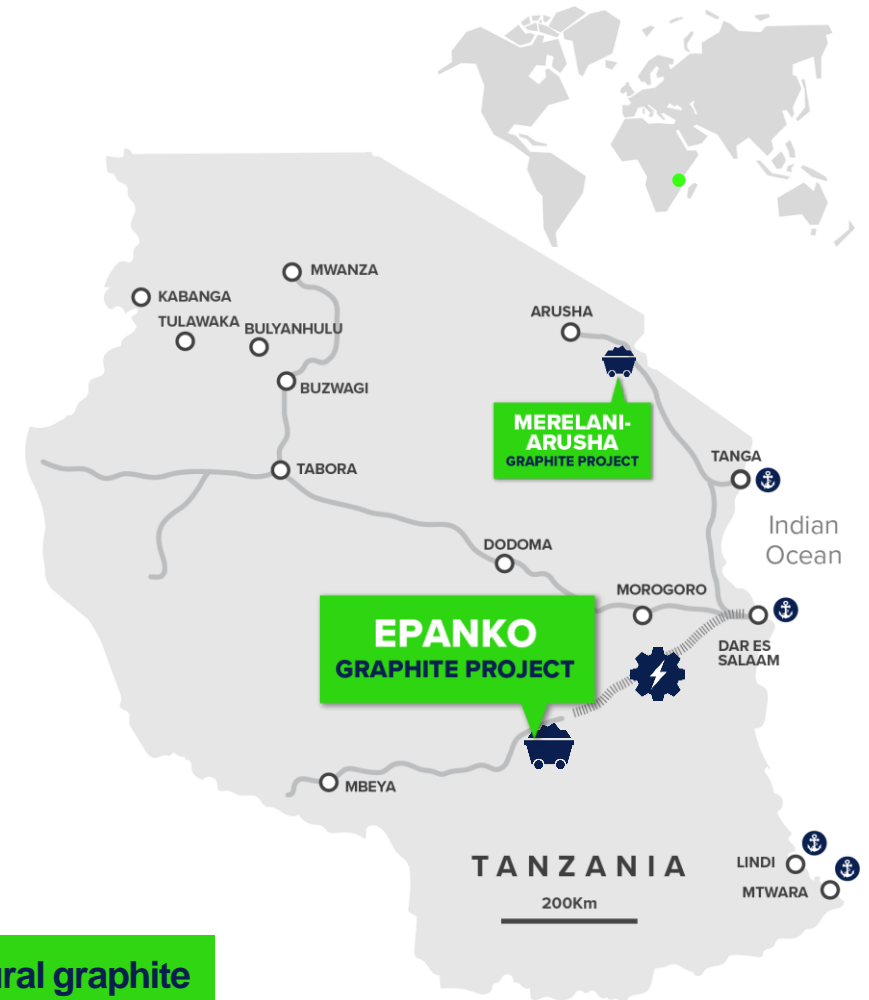 MWANZA
KABANGA
TULAWAKA
BULYANHULU
ARUSHA
BUZWAGI
MERELANI-
ARUSHA
GRAPHITE PROJECT
TABORA
TANGA
Indian
Ocean
DODOMA
MOROGORO
EPANKO
GRAPHITE PROJECT
DAR ES
SALAAM
MBEYA
TANZANIA
200Km
LINDI
MTWARA
graphite